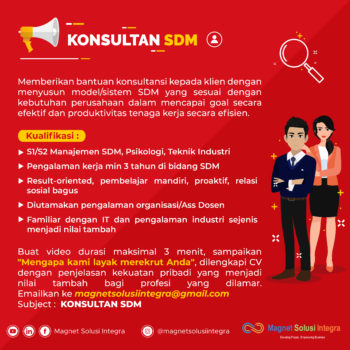 KONSULTAN SDM
Memberikan bantuan konsultansi kepada klien dengan
menyusun model/sistem SDM yang sesuai dengan
kebutuhan perusahaan dalam mencapai goal secara
efektif dan produktivitas tenaga kerja secara efisien.
Kualifikasi :
S1/S2 Manajemen SDM, Psikologi, Teknik Industri
Pengalaman kerja min 3 tahun di bidang SDM
Result-oriented, pembelajar mandiri, proaktif, relasi
sosial bagus
Diutamakan pengalaman organisasi/Ass Dosen
Familiar dengan IT dan pengalaman industri sejenis
menjadi nilai tambah
Buat video durasi maksimal 3 menit, sampaikan
"Mengapa kami layak merekrut Anda", dilengkapi CV
dengan penjelasan kekuatan pribadi yang menjadi
nilai tambah bagi profesi yang dilamar.
Emailkan ke magnetsolusiintegra@gmail.com
Subject : KONSULTAN SDM
Magnet Solusi Integra
@magnetsolusiintegra
Magnet Solusi Integra